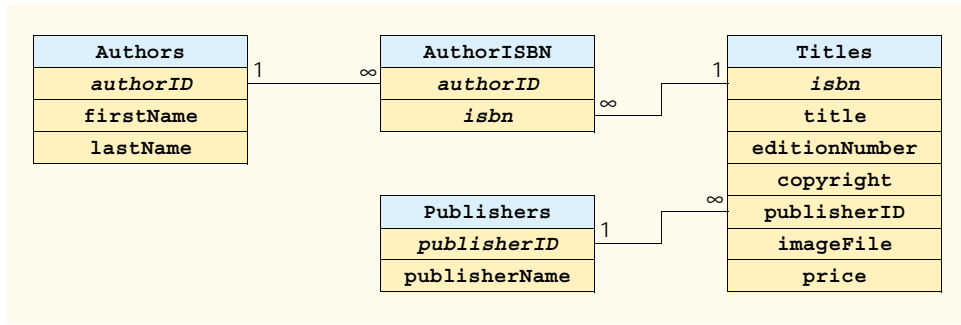 Authors
authorID
firstName
lastName
1
∞
AuthorISBN
authorID
isbn
∞
1
Titles
isbn
title
editionNumber
copyright
publisherID
imageFile
price
Publishers
publisherID
publisherName
1
∞